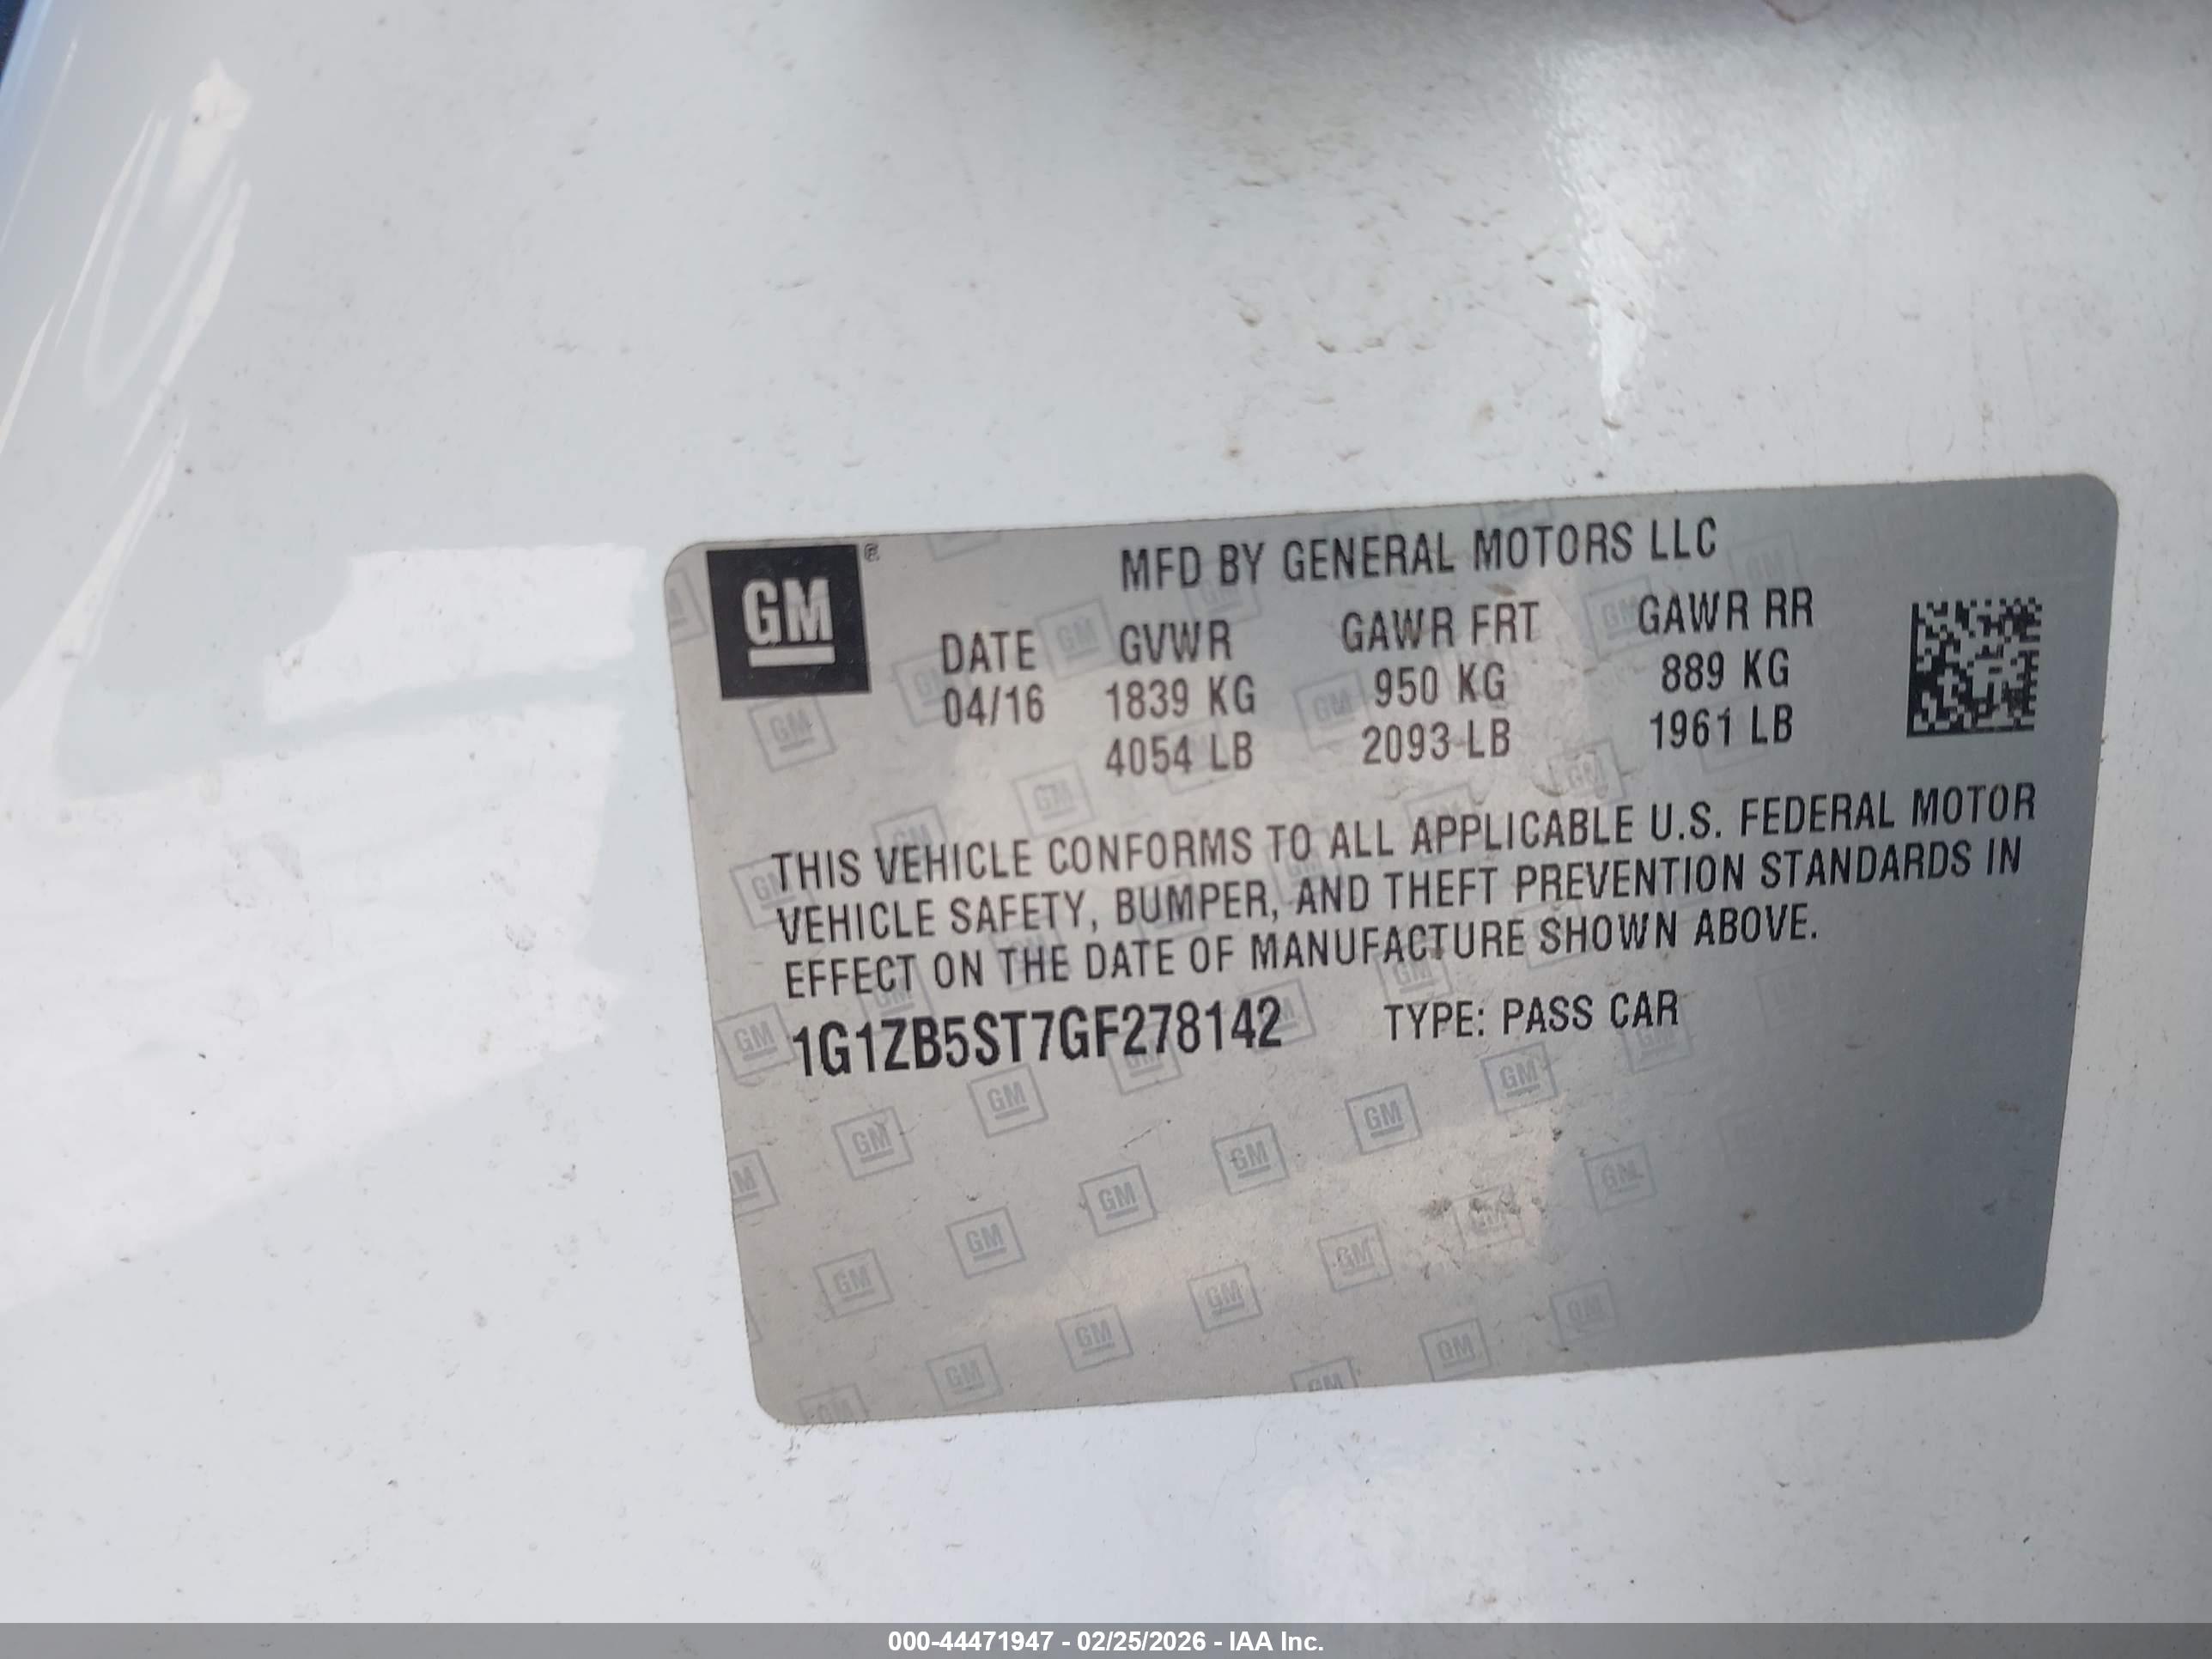 GM ®
MFD BY GENERAL MOTORS LLC
DATE GVWR GAWR FRT GAWR RR
04/16 1839 KG 950 KG 889 KG
4054 LB 2093 LB 1961 LB
THIS VEHICLE CONFORMS TO ALL APPLICABLE U.S. FEDERAL MOTOR
VEHICLE SAFETY, BUMPER, AND THEFT PREVENTION STANDARDS IN
EFFECT ON THE DATE OF MANUFACTURE SHOWN ABOVE.
1G1ZB5ST7GF278142 TYPE: PASS CAR
000-44471947 - 02/25/2026 - IAA Inc.